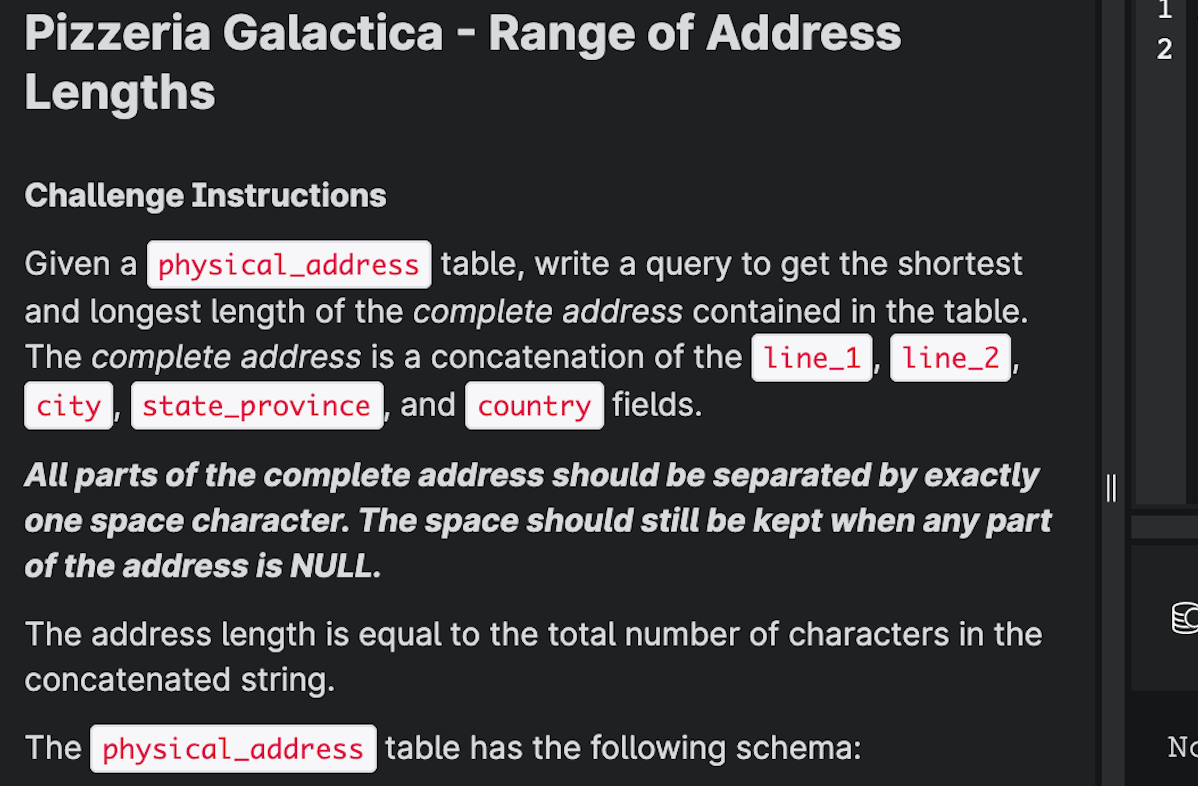 Pizzeria Galactica - Range of Address
Lengths
Challenge Instructions
Given a physical_address table, write a query to get the shortest
and longest length of the complete address contained in the table.
The complete address is a concatenation of the line_1, line_2,
city, state_province, and country fields.
All parts of the complete address should be separated by exactly
one space character. The space should still be kept when any part
of the address is NULL.
The address length is equal to the total number of characters in the
concatenated string.
The physical_address table has the following schema:
1
2